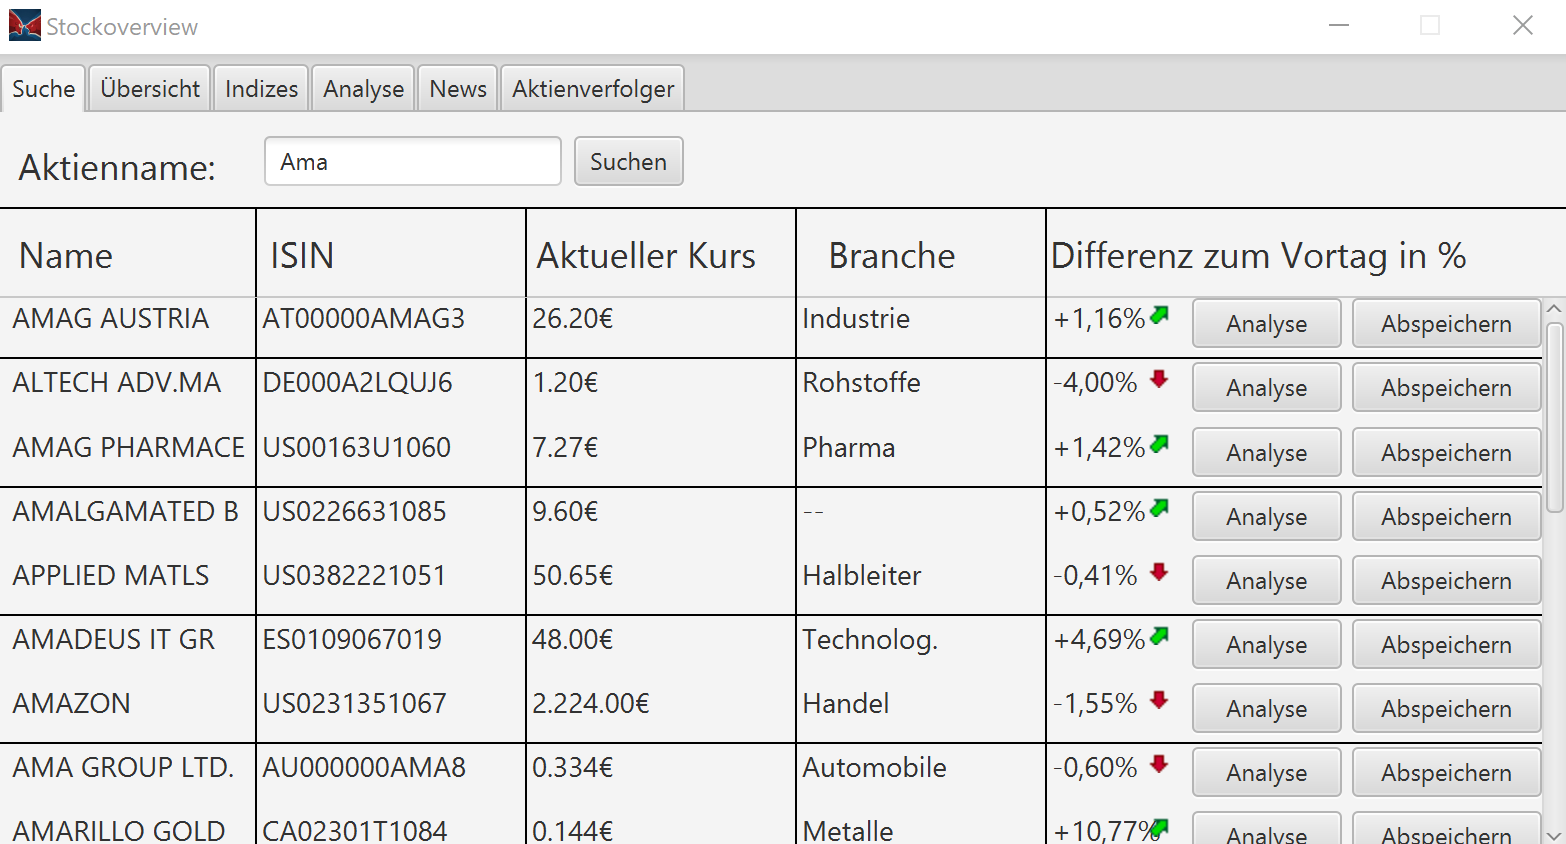 Stockoverview
Suche Übersicht Indizes Analyse News Aktienverfolger
Aktienname: Ama Suchen
Name ISIN Aktueller Kurs Branche Differenz zum Vortag in %
AMAG AUSTRIA AT00000AMAG3 26.20€ Industrie +1,16% Analyse Abspeichern
ALTECH ADV.MA DE000A2LQUJ6 1.20€ Rohstoffe -4,00% Analyse Abspeichern
AMAG PHARMACE US00163U1060 7.27€ Pharma +1,42% Analyse Abspeichern
AMALGAMATED B US0226631085 9.60€ -- +0,52% Analyse Abspeichern
APPLIED MATLS US0382221051 50.65€ Halbleiter -0,41% Analyse Abspeichern
AMADEUS IT GR ES0109067019 48.00€ Technolog. +4,69% Analyse Abspeichern
AMAZON US0231351067 2.224.00€ Handel -1,55% Analyse Abspeichern
AMA GROUP LTD. AU000000AMA8 0.334€ Automobile -0,60% Analyse Abspeichern
AMARILLO GOLD CA02301T1084 0.144€ Metalle +10,77% Analyse Abspeichern